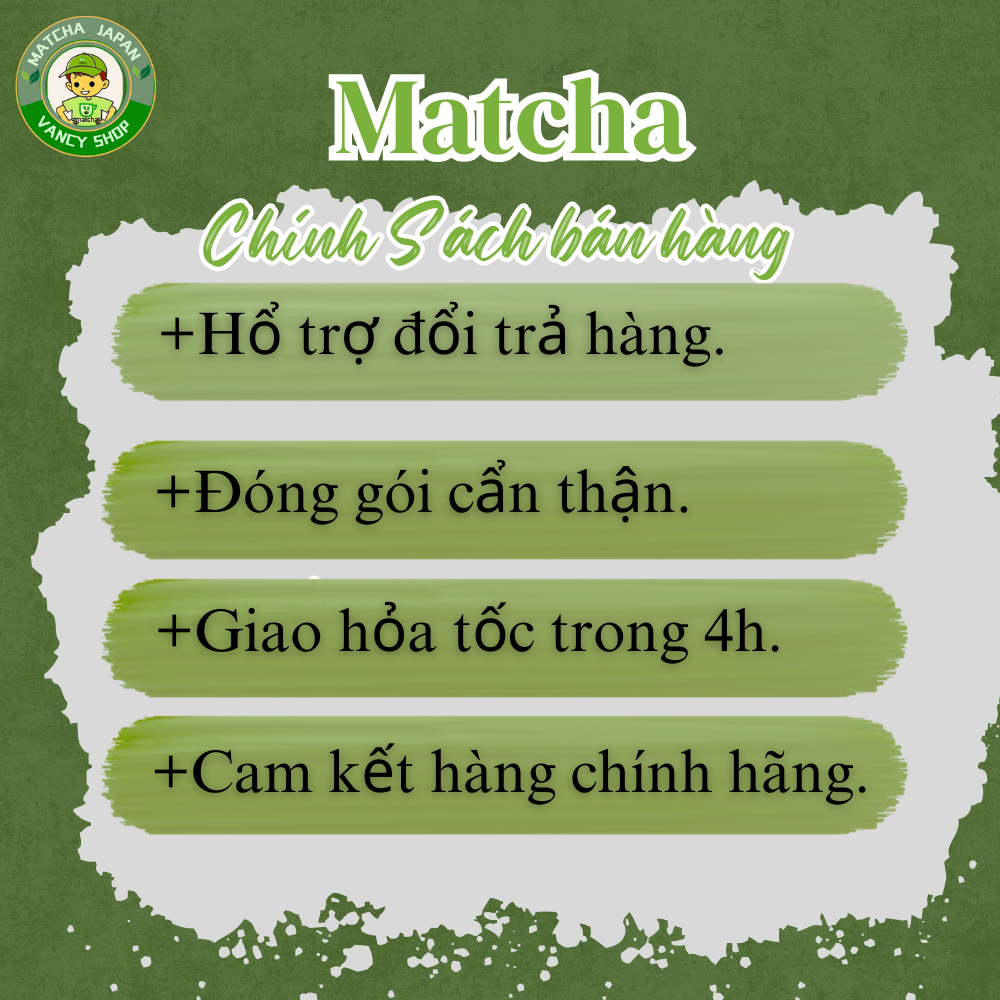 MATCHA JAPAN
matcha
VANCY SHOP
Matcha
Chính Sách bán hàng
+Hổ trợ đổi trả hàng.
+Đóng gói cẩn thận.
+Giao hỏa tốc trong 4h.
+Cam kết hàng chính hãng.